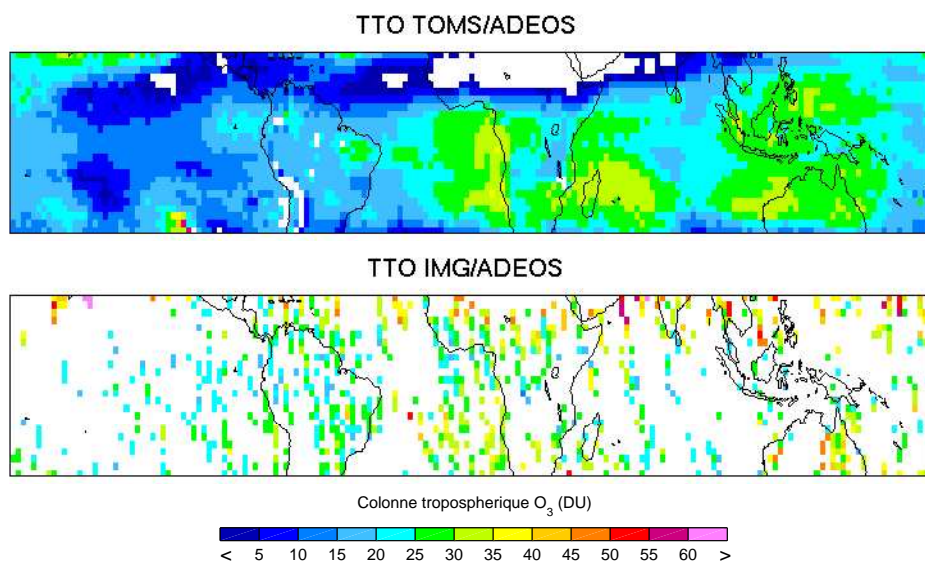 TTO TOMS/ADEOS
TTO IMG/ADEOS
Colonne tropospherique O₃ (DU)
< 5 10 15 20 25 30 35 40 45 50 55 60 >